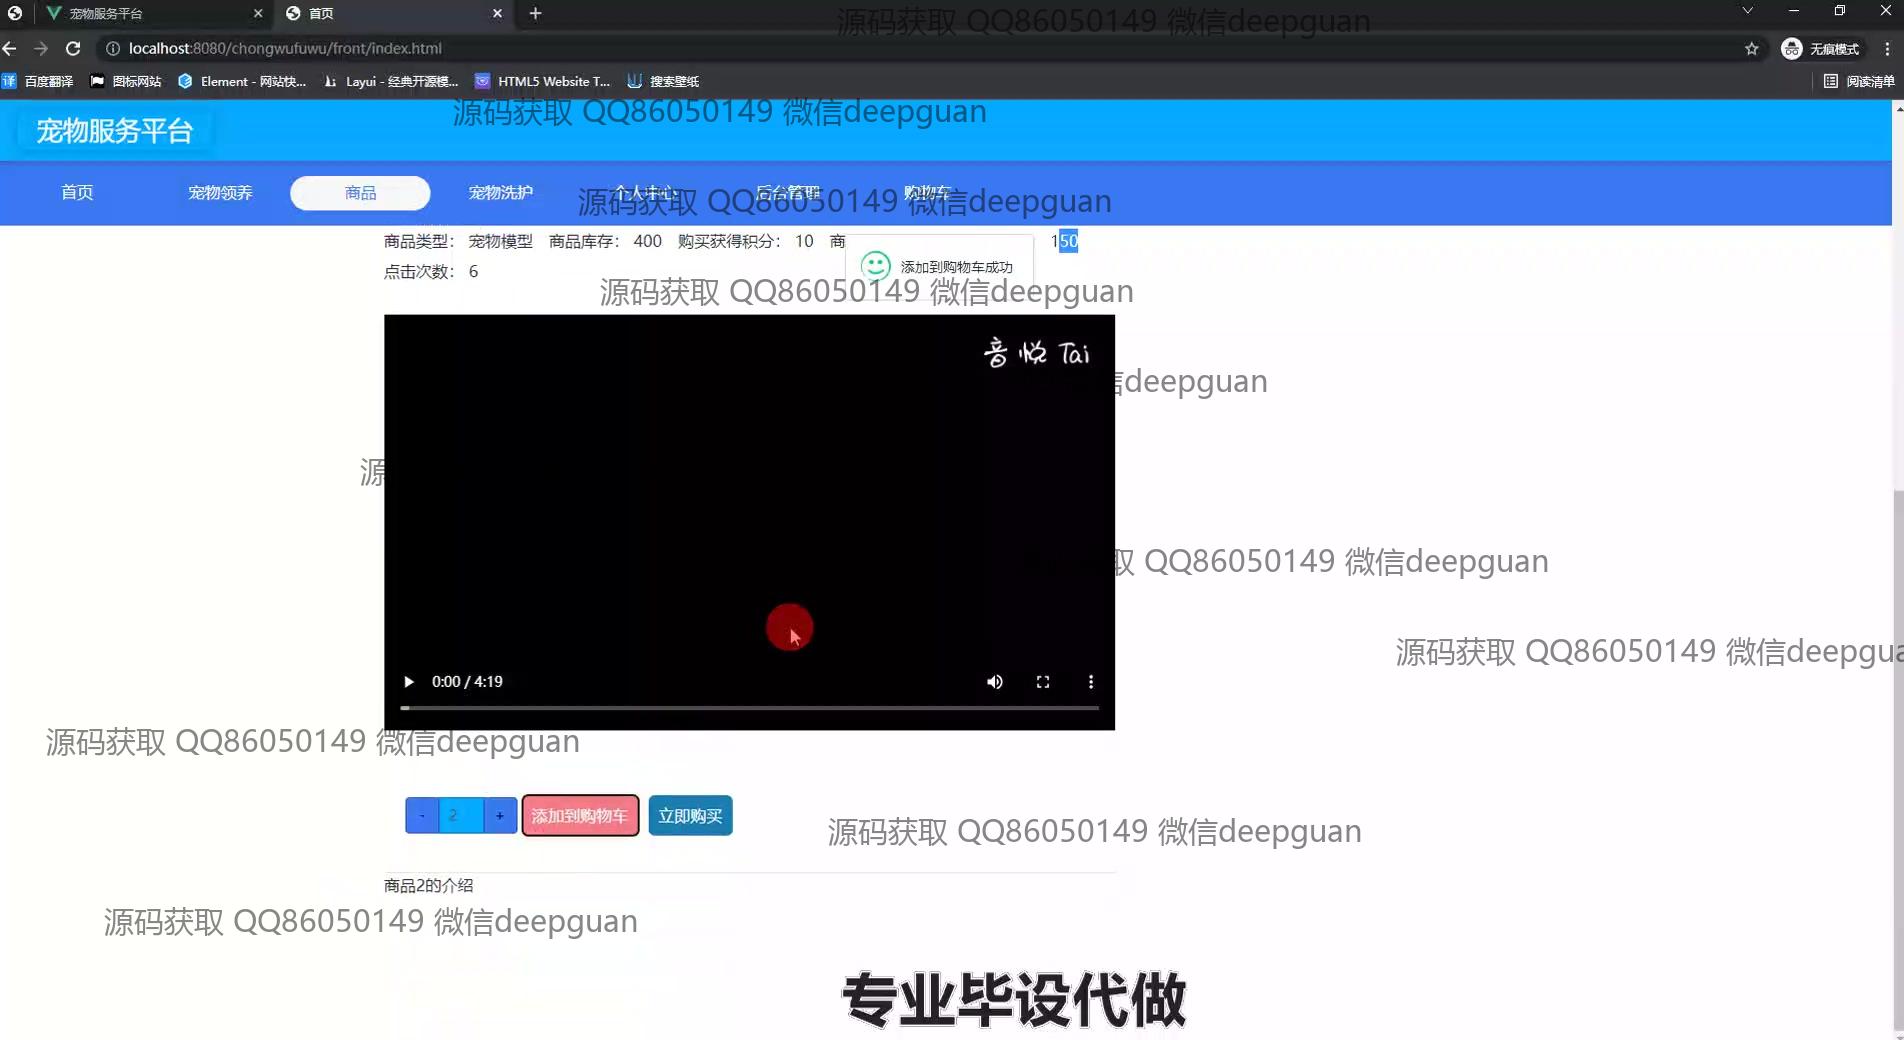 宠物服务平台
首页
源码获取 QQ86050149 微信deepguan
localhost:8080/chongwufuwu/front/index.html
无痕模式
百度翻译
图标网站
Element - 网站快...
Layui - 经典开源模...
HTML5 Website T...
搜索壁纸
阅读清单
源码获取 QQ86050149 微信deepguan
宠物服务平台
首页
宠物领养
商品
宠物洗护
个人中心
后台管理
购物车
源码获取 QQ86050149 微信deepguan
商品类型： 宠物模型 商品库存： 400 购买获得积分： 10 商 150
添加到购物车成功
点击次数： 6
源码获取 QQ86050149 微信deepguan
音悦Tai
信deepguan
源
取 QQ86050149 微信deepguan
源码获取 QQ86050149 微信deepgua
0:00 / 4:19
源码获取 QQ86050149 微信deepguan
- 2 + 添加到购物车 立即购买
源码获取 QQ86050149 微信deepguan
商品2的介绍
源码获取 QQ86050149 微信deepguan
专业毕设代做